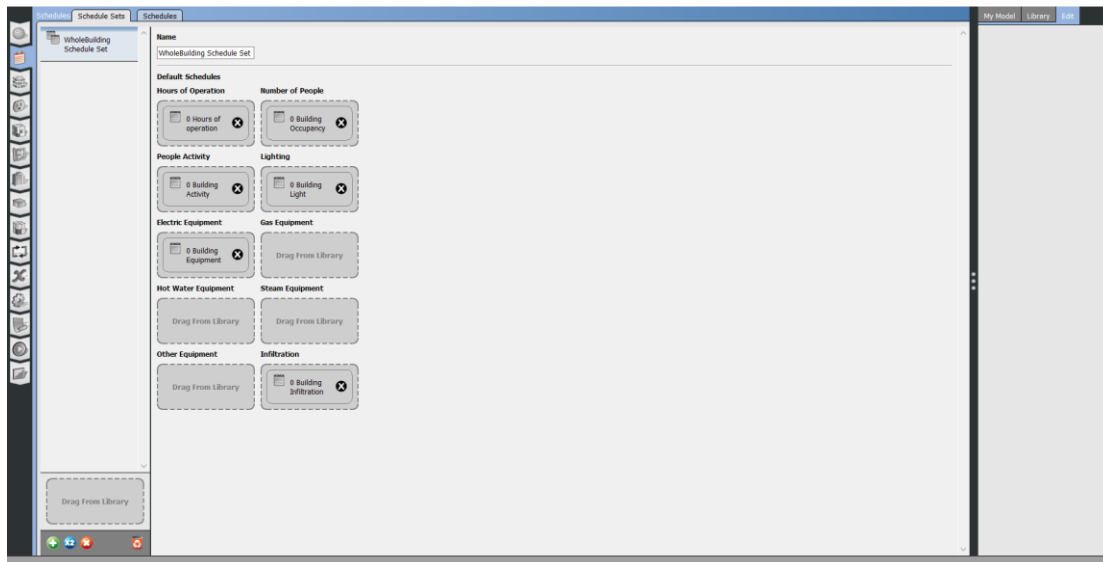 Schedules Schedule Sets Schedules
My Model Library Edit
WholeBuilding
Schedule Set
Name
WholeBuilding Schedule Set
Default Schedules
Hours of Operation Number of People
0 Hours of
operation
0 Building
Occupancy
People Activity Lighting
0 Building
Activity
0 Building
Light
Electric Equipment Gas Equipment
0 Building
Equipment
Drag From Library
Hot Water Equipment Steam Equipment
Drag From Library Drag From Library
Other Equipment Infiltration
Drag From Library
0 Building
Infiltration
Drag From Library
x2